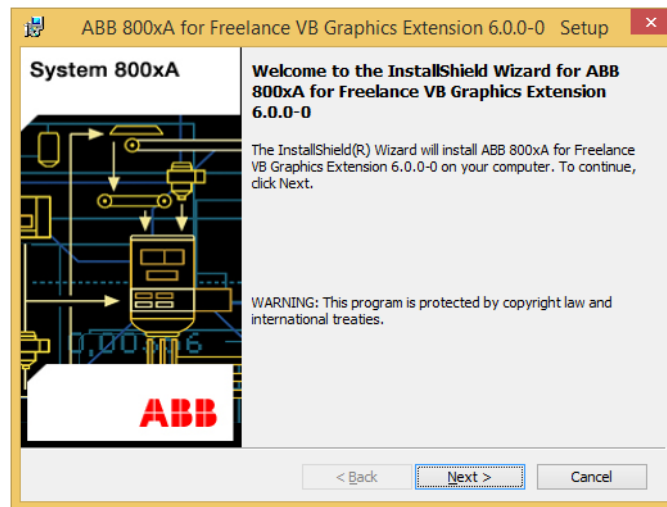 ABB 800xA for Freelance VB Graphics Extension 6.0.0-0 Setup
System 800xA
Welcome to the InstallShield Wizard for ABB
800xA for Freelance VB Graphics Extension
6.0.0-0
The InstallShield(R) Wizard will install ABB 800xA for Freelance
VB Graphics Extension 6.0.0-0 on your computer. To continue,
click Next.
WARNING: This program is protected by copyright law and
international treaties.
ABB
< Back
Next >
Cancel